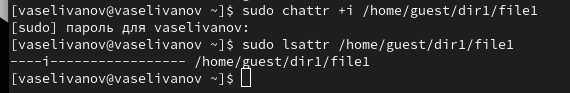 [vaselivanov@vaselivanov ~]$ sudo chattr +i /home/guest/dir1/file1
[sudo] пароль для vaselivanov:
[vaselivanov@vaselivanov ~]$ sudo lsattr /home/guest/dir1/file1
----i----------------- /home/guest/dir1/file1
[vaselivanov@vaselivanov ~]$